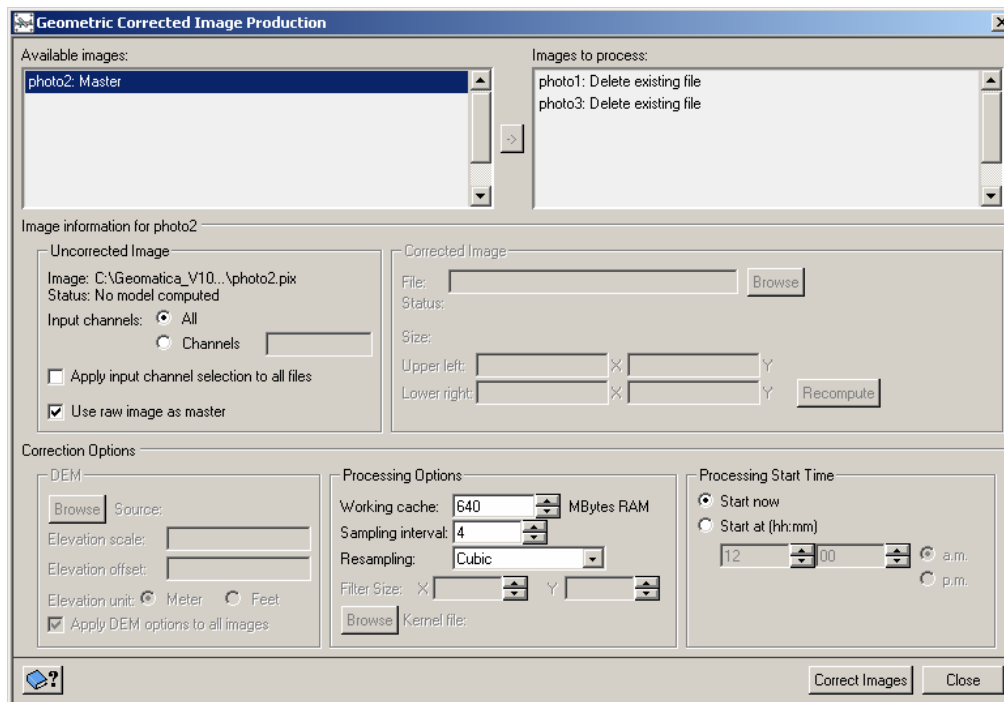 Geometric Corrected Image Production
Available images:
photo2: Master
->
Images to process:
photo1: Delete existing file
photo3: Delete existing file
Image information for photo2
Uncorrected Image
Image: C:\Geomatica_V10...\photo2.pix
Status: No model computed
Input channels: All
Channels
Apply input channel selection to all files
Use raw image as master
Corrected Image
File: Browse
Status:
Size:
Upper left: X Y
Lower right: X Y Recompute
Correction Options
DEM
Browse Source:
Elevation scale:
Elevation offset:
Elevation unit: Meter Feet
Apply DEM options to all images
Processing Options
Working cache: 640 MBytes RAM
Sampling interval: 4
Resampling: Cubic
Filter Size: X Y
Browse Kernel file:
Processing Start Time
Start now
Start at (hh:mm)
12 00 a.m.
p.m.
?
Correct Images Close